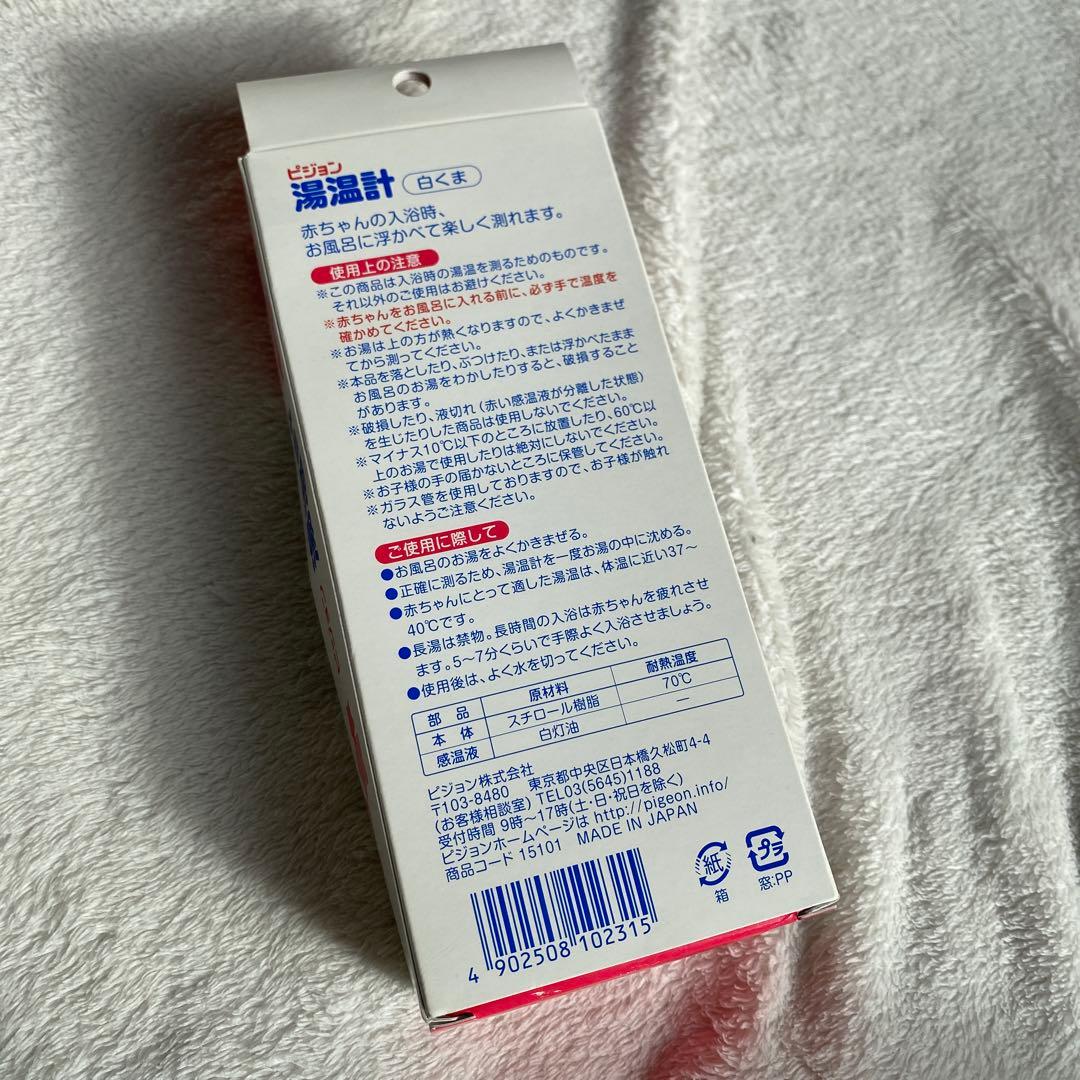 ピジョン
湯温計 白くま
赤ちゃんの入浴時、
お風呂に浮かべて楽しく測れます。
使用上の注意
※この商品は入浴時の湯温を測るためのものです。
それ以外のご使用はお避けください。
※赤ちゃんをお風呂に入れる前に、必ず手で温度を
確かめてください。
※お湯は上の方が熱くなりますので、よくかきまぜ
てから測ってください。
※本品を落としたり、ぶつけたり、または浮かべたまま
お風呂のお湯をわかしたりすると、破損すること
があります。
※破損したり、液切れ(赤い感温液が分離した状態)
を生じたりした商品は使用しないでください。
※マイナス10℃以下のところに放置したり、60℃以
上のお湯で使用したりは絶対にしないでください。
※お子様の手の届かないところに保管してください。
※ガラス管を使用しておりますので、お子様が触れ
ないようご注意ください。
ご使用に際して
●お風呂のお湯をよくかきまぜる。
●正確に測るため、湯温計を一度お湯の中に沈める。
●赤ちゃんにとって適した湯温は、体温に近い37〜
40℃です。
●長湯は禁物。長時間の入浴は赤ちゃんを疲れさせ
ます。5〜7分くらいで手際よく入浴させましょう。
●使用後は、よく水を切ってください。
部品 原材料 耐熱温度
本体 スチロール樹脂 70℃
感温液 白灯油 —
ピジョン株式会社
〒103-8480 東京都中央区日本橋久松町4-4
(お客様相談室) TEL03(5645)1188
受付時間 9時〜17時(土・日・祝日を除く)
ピジョンホームページは http://pigeon.info/
商品コード 15101 MADE IN JAPAN
紙
箱
プラ
窓:PP
4 902508 102315